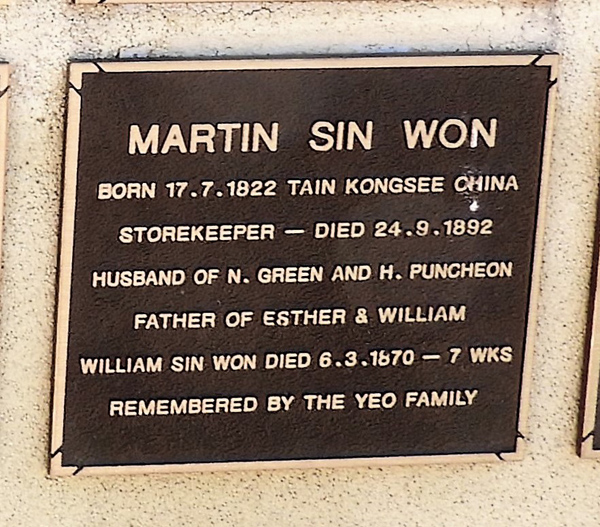 MARTIN SIN WON
BORN 17.7.1822 TAIN KONGSEE CHINA
STOREKEEPER — DIED 24.9.1892
HUSBAND OF N. GREEN AND H. PUNCHEON
FATHER OF ESTHER & WILLIAM
WILLIAM SIN WON DIED 6.3.1870 — 7 WKS
REMEMBERED BY THE YEO FAMILY